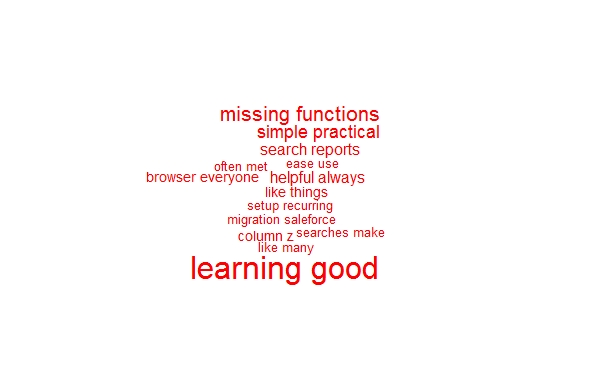 missing functions
simple practical
search reports
often met
ease use
browser everyone
helpful always
like things
setup recurring
migration saleforce
column z
searches make
like many
learning good